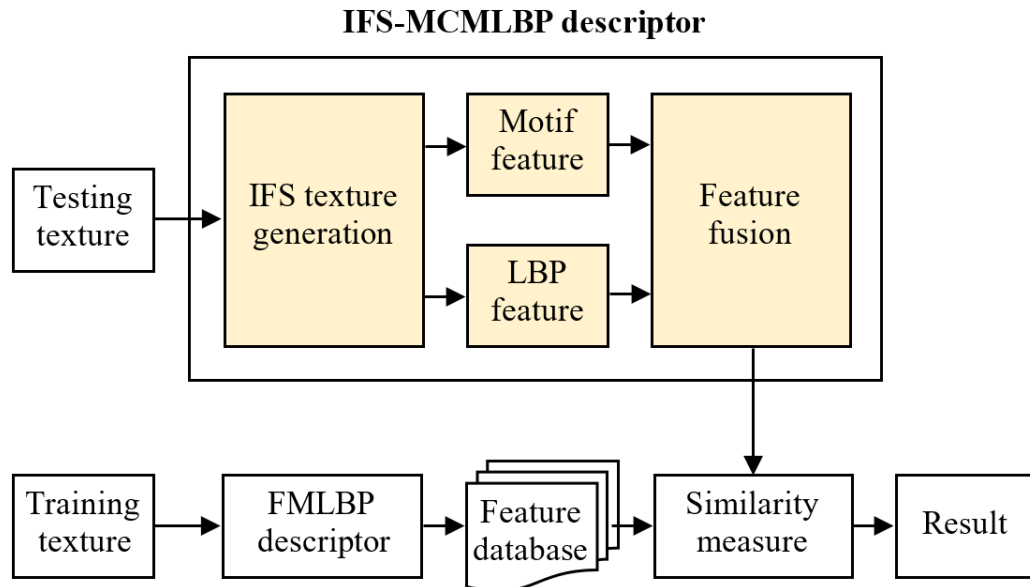 IFS-MCMLBP descriptor
Testing
texture
IFS texture
generation
Motif
feature
LBP
feature
Feature
fusion
Training
texture
FMLBP
descriptor
Feature
database
Similarity
measure
Result